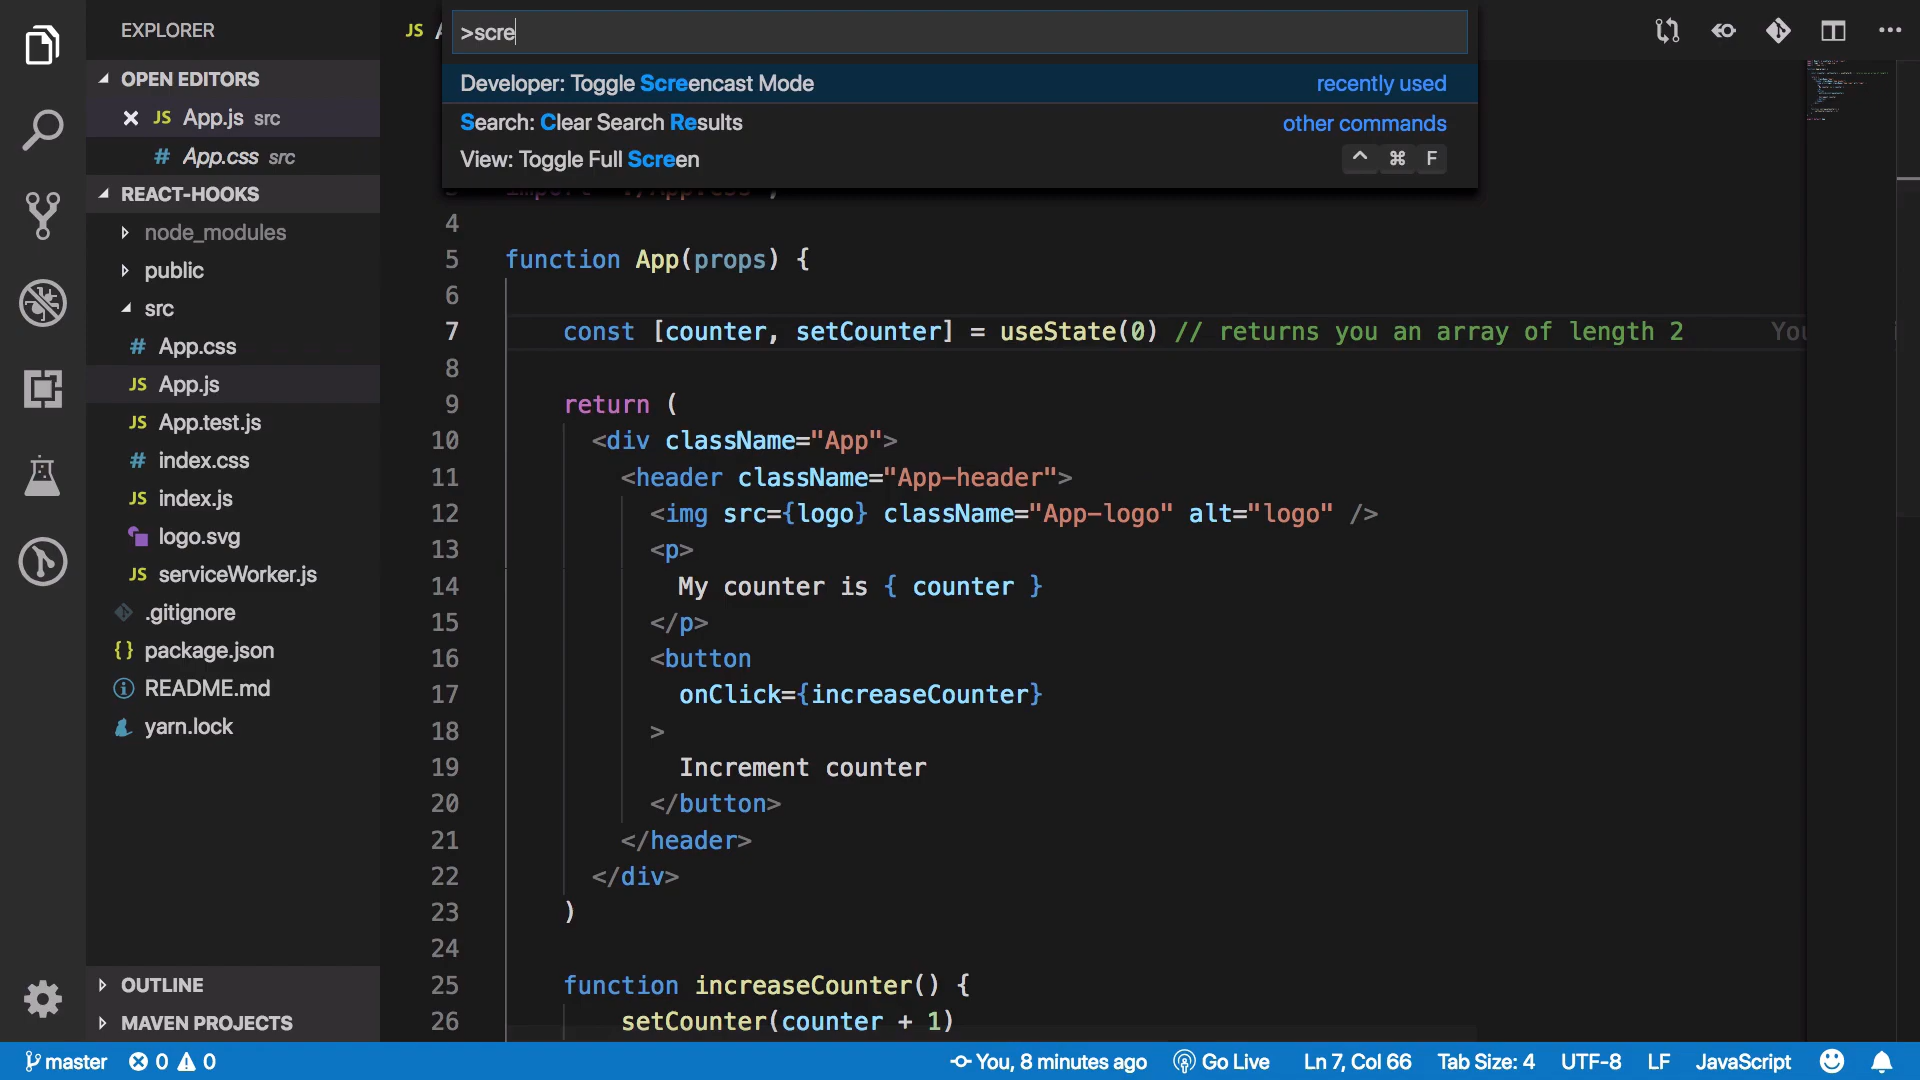 EXPLORER
OPEN EDITORS
JS App.js src
# App.css src
REACT-HOOKS
node_modules
public
src
# App.css
JS App.js
JS App.test.js
# index.css
JS index.js
logo.svg
JS serviceWorker.js
.gitignore
{} package.json
README.md
yarn.lock
OUTLINE
MAVEN PROJECTS
JS
>scre
Developer: Toggle Screencast Mode recently used
Search: Clear Search Results other commands
View: Toggle Full Screen ^ ⌘ F
4
5 function App(props) {
6
7 const [counter, setCounter] = useState(0) // returns you an array of length 2 You
8
9 return (
10 <div className="App">
11 <header className="App-header">
12 <img src={logo} className="App-logo" alt="logo" />
13 <p>
14 My counter is { counter }
15 </p>
16 <button
17 onClick={increaseCounter}
18 >
19 Increment counter
20 </button>
21 </header>
22 </div>
23 )
24
25 function increaseCounter() {
26 setCounter(counter + 1)
master 0 0 You, 8 minutes ago Go Live Ln 7, Col 66 Tab Size: 4 UTF-8 LF JavaScript